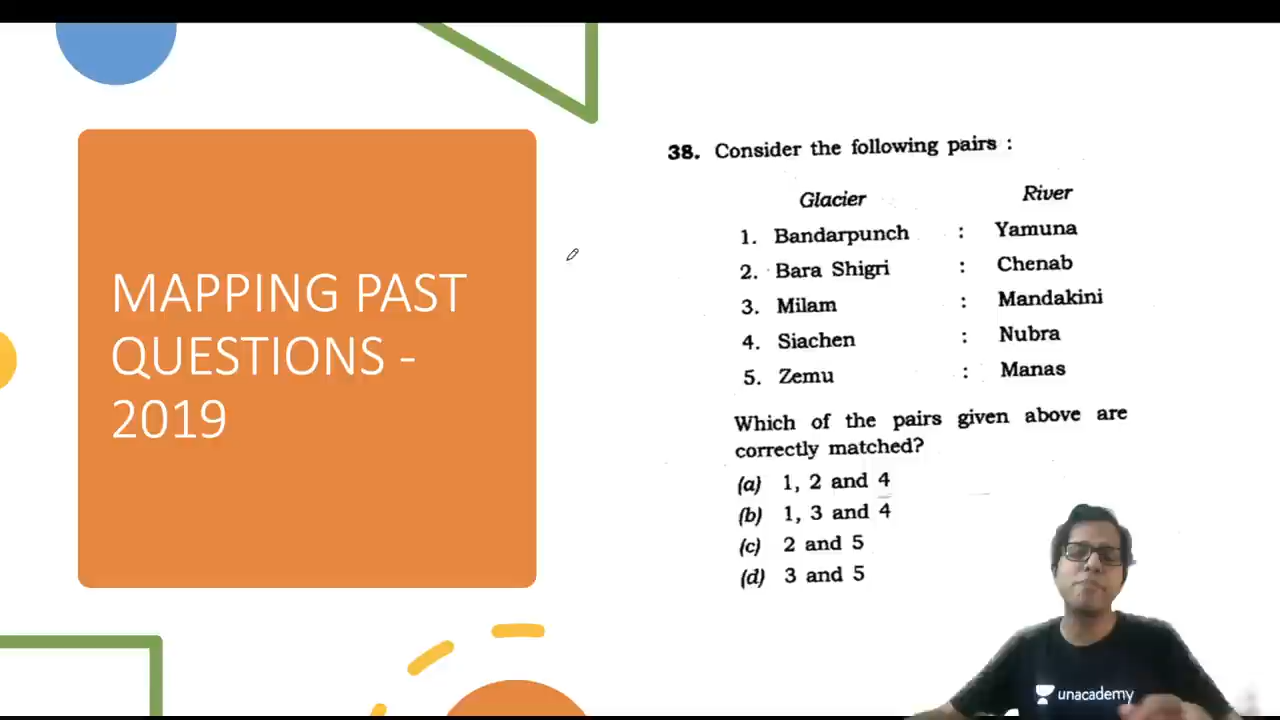 MAPPING PAST
QUESTIONS -
2019
38. Consider the following pairs :
Glacier River
1. Bandarpunch : Yamuna
2. Bara Shigri : Chenab
3. Milam : Mandakini
4. Siachen : Nubra
5. Zemu : Manas
Which of the pairs given above are
correctly matched?
(a) 1, 2 and 4
(b) 1, 3 and 4
(c) 2 and 5
(d) 3 and 5
unacademy